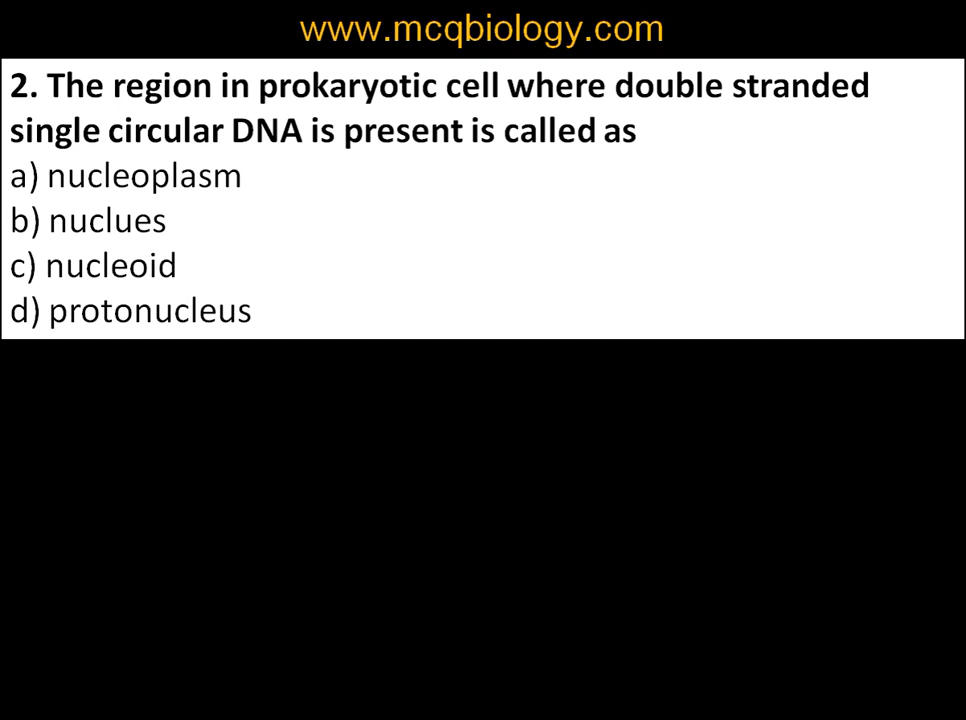 www.mcqbiology.com
2. The region in prokaryotic cell where double stranded
single circular DNA is present is called as
a) nucleoplasm
b) nuclues
c) nucleoid
d) protonucleus